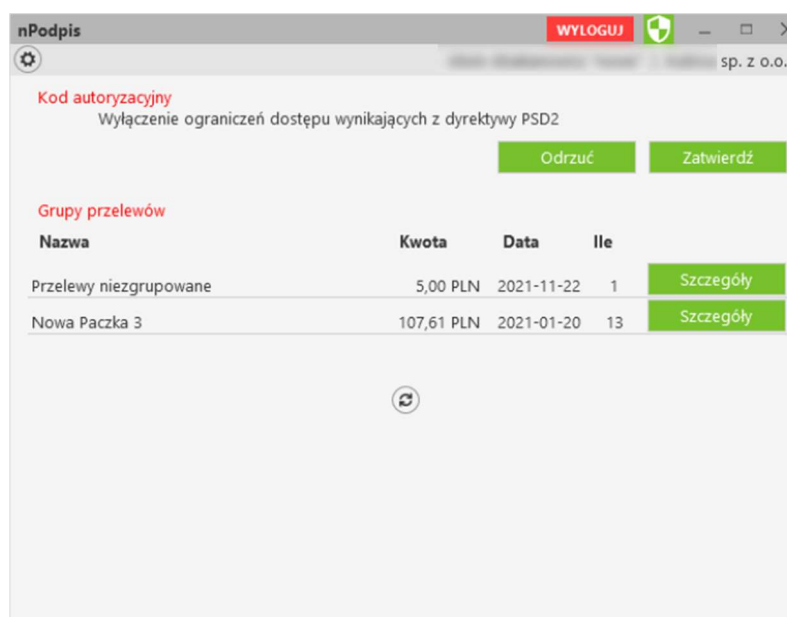 nPodpis WYLOGUJ
sp. z o.o.
Kod autoryzacyjny
Wyłączenie ograniczeń dostępu wynikających z dyrektywy PSD2
Odrzuć Zatwierdź
Grupy przelewów
Nazwa Kwota Data Ile
Przelewy niezgrupowane 5,00 PLN 2021-11-22 1 Szczegóły
Nowa Paczka 3 107,61 PLN 2021-01-20 13 Szczegóły